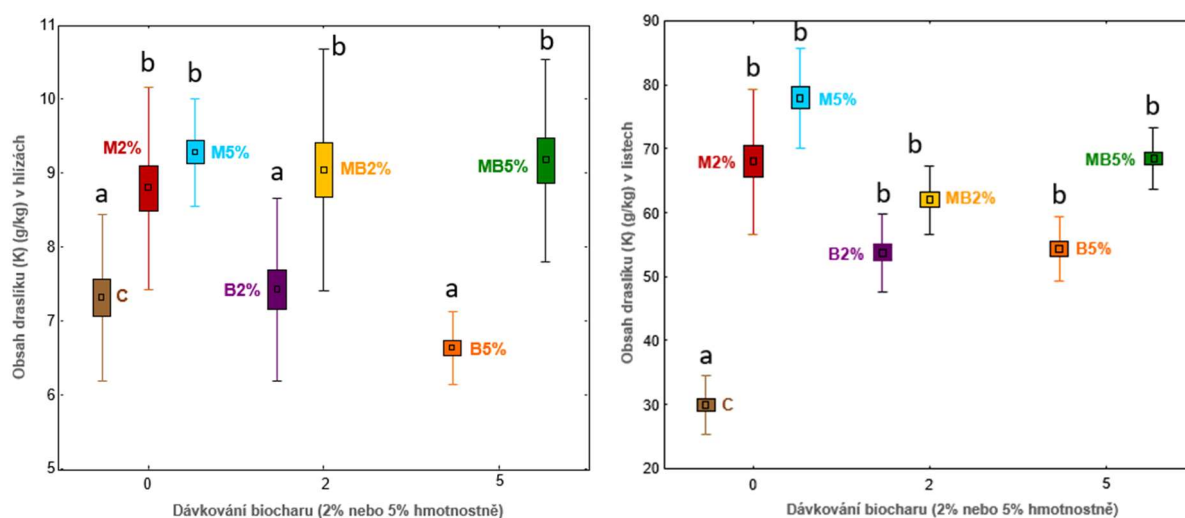 Obsah draslíku (K) (g/kg) v hlízách
11
10
9
8
7
6
5
a
b
b
b
b
a
a
M2%
M5%
MB2%
MB5%
C
B2%
B5%
0
2
5
Dávkování biocharu (2% nebo 5% hmotnostně)
Obsah draslíku (K) (g/kg) v listech
90
80
70
60
50
40
30
20
b
b
b
b
b
b
a
M2%
M5%
MB2%
MB5%
B2%
B5%
C
0
2
5
Dávkování biocharu (2% nebo 5% hmotnostně)